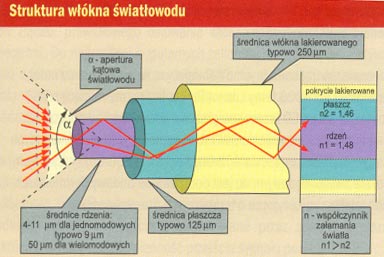 Struktura włókna światłowodu
α - apertura
kątowa
światłowodu
średnica włókna lakierowanego
typowo 250 µm
pokrycie lakierowane
płaszcz
n2 = 1,46
rdzeń
n1 = 1,48
α
średnice rdzenia:
4-11 µm dla jednomodowych
typowo 9 µm
50 µm dla wielomodowych
średnica płaszcza
typowo 125 µm
n - współczynnik
załamania
światła
n1 > n2